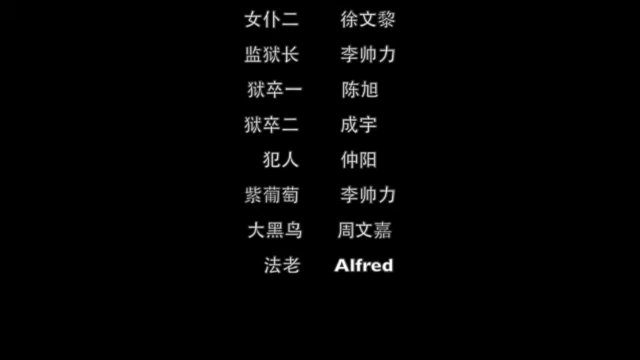 女仆二 徐文黎
监狱长 李帅力
狱卒一 陈旭
狱卒二 成宇
犯人 仲阳
紫葡萄 李帅力
大黑鸟 周文嘉
法老 Alfred